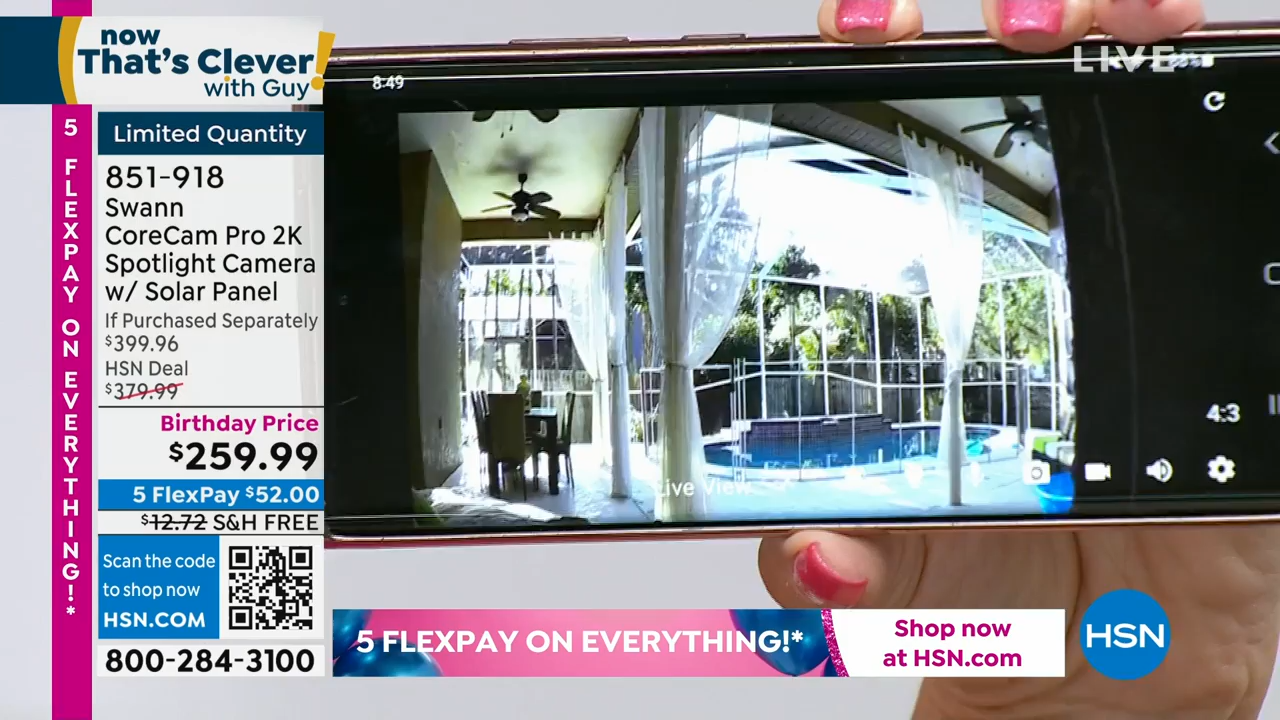 now
That's Clever!
with Guy
5 FLEXPAY ON EVERYTHING!*
Limited Quantity
851-918
Swann
CoreCam Pro 2K
Spotlight Camera
w/ Solar Panel
If Purchased Separately
$399.96
HSN Deal
$379.99
Birthday Price
$259.99
5 FlexPay $52.00
$12.72 S&H FREE
Scan the code
to shop now
HSN.COM
800-284-3100
8:49
LIVE
4:3
Live View
5 FLEXPAY ON EVERYTHING!*
Shop now
at HSN.com
HSN